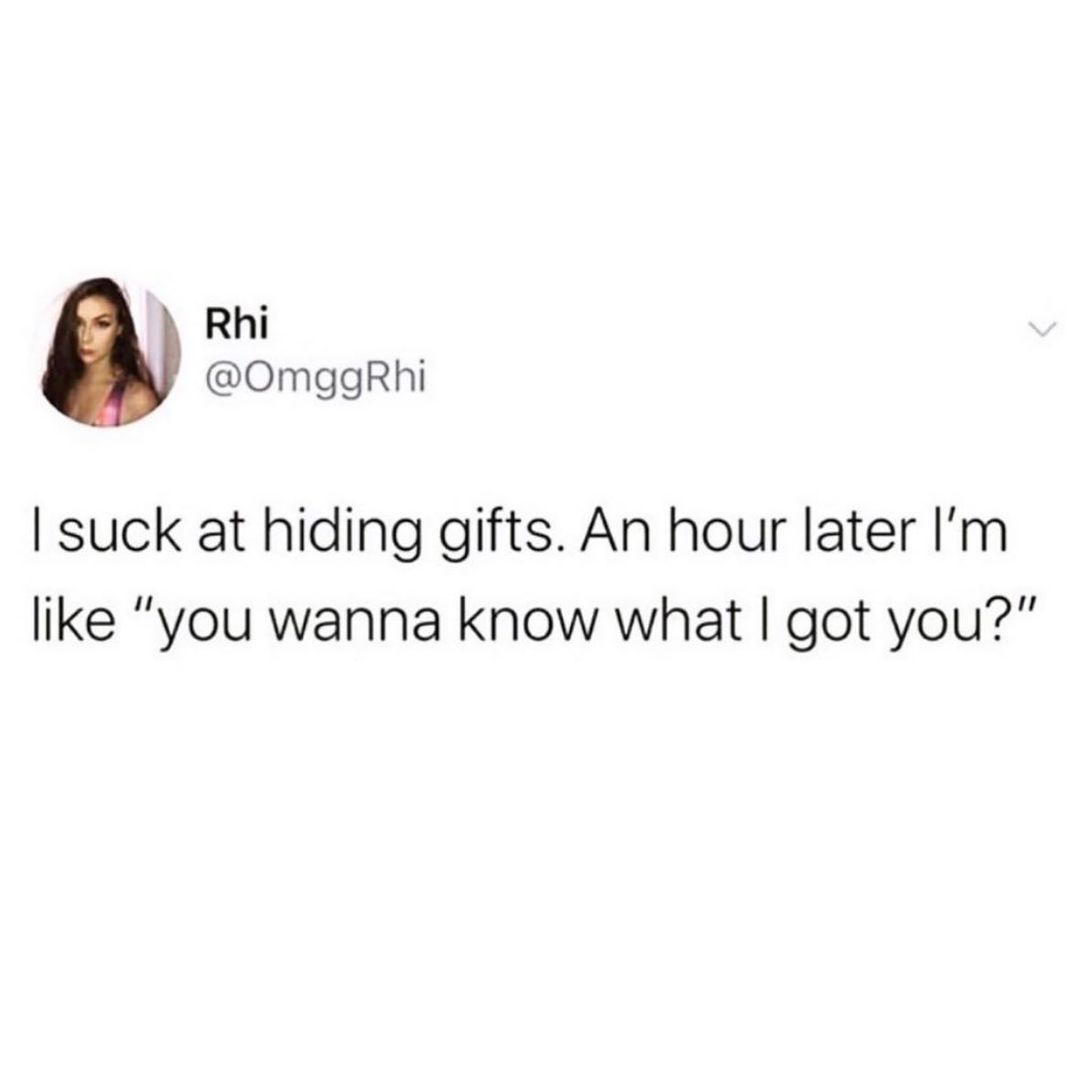 Rhi
@OmggRhi
I suck at hiding gifts. An hour later I'm
like "you wanna know what I got you?"